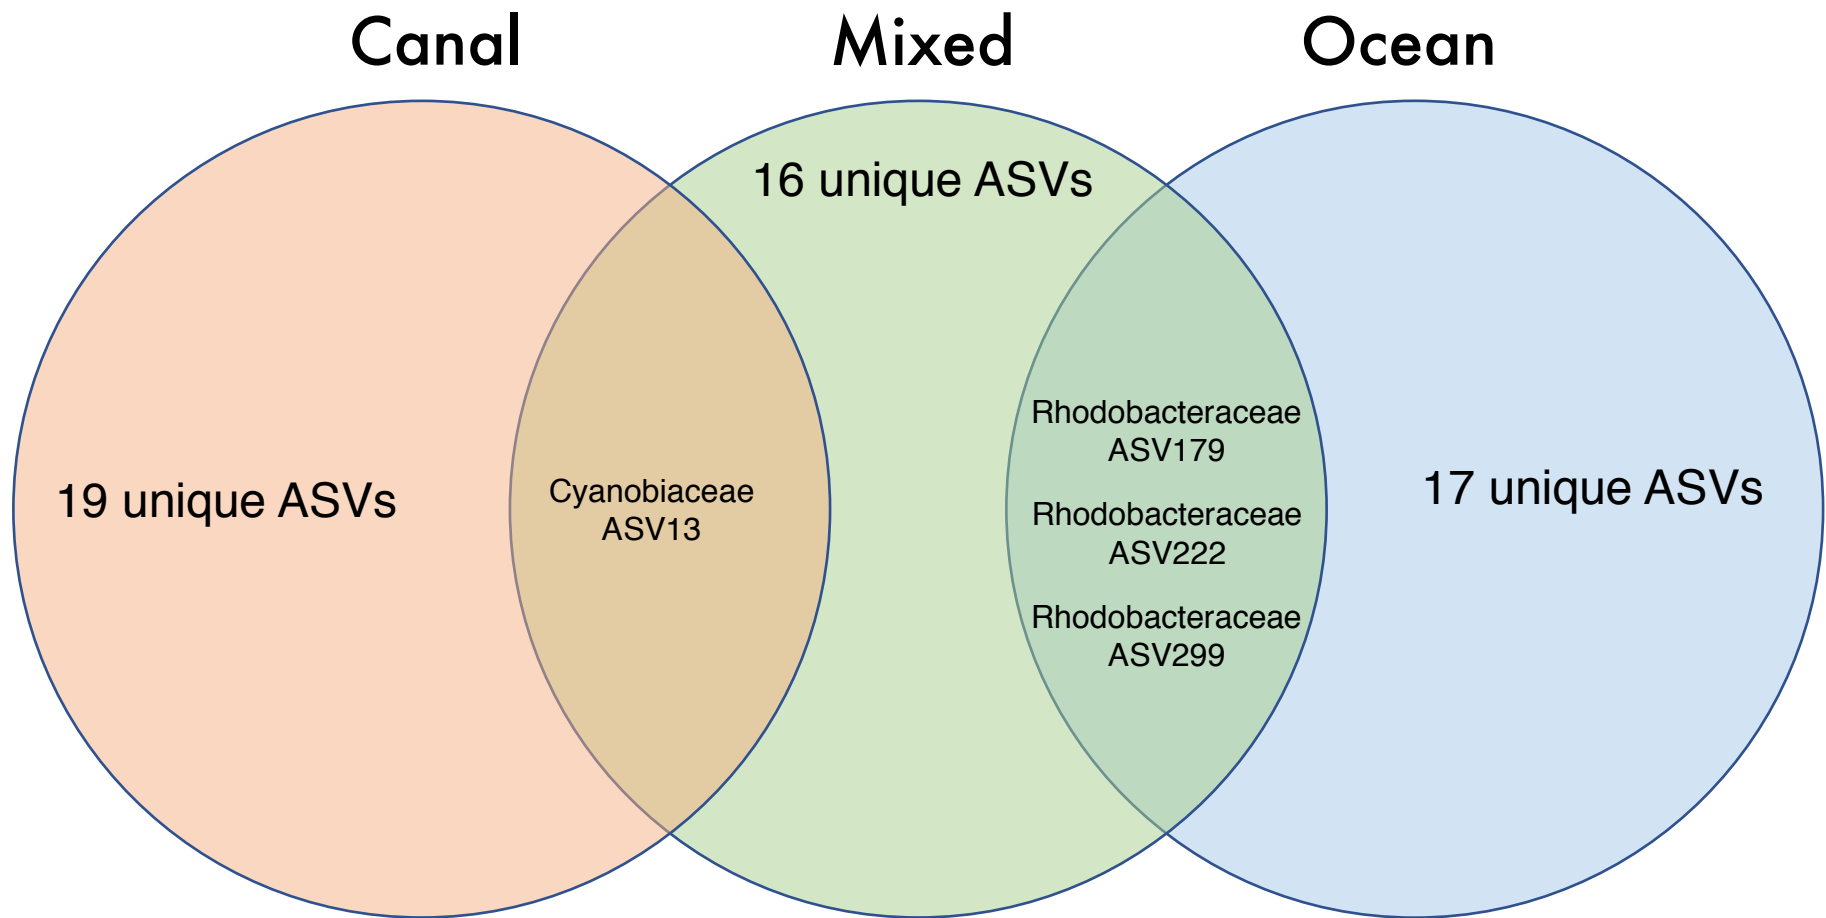 Canal
Mixed
Ocean
16 unique ASVs
19 unique ASVs
Cyanobiaceae
ASV13
Rhodobacteraceae
ASV179
Rhodobacteraceae
ASV222
Rhodobacteraceae
ASV299
17 unique ASVs